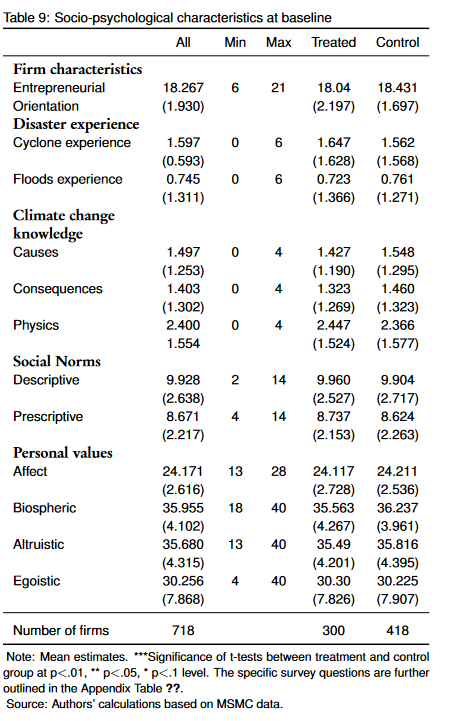 Table 9: Socio-psychological characteristics at baseline
All Min Max Treated Control
Firm characteristics
Entrepreneurial 18.267 6 21 18.04 18.431
Orientation (1.930) (2.197) (1.697)
Disaster experience
Cyclone experience 1.597 0 6 1.647 1.562
(0.593) (1.628) (1.568)
Floods experience 0.745 0 6 0.723 0.761
(1.311) (1.366) (1.271)
Climate change
knowledge
Causes 1.497 0 4 1.427 1.548
(1.253) (1.190) (1.295)
Consequences 1.403 0 4 1.323 1.460
(1.302) (1.269) (1.323)
Physics 2.400 0 4 2.447 2.366
1.554 (1.524) (1.577)
Social Norms
Descriptive 9.928 2 14 9.960 9.904
(2.638) (2.527) (2.717)
Prescriptive 8.671 4 14 8.737 8.624
(2.217) (2.153) (2.263)
Personal values
Affect 24.171 13 28 24.117 24.211
(2.616) (2.728) (2.536)
Biospheric 35.955 18 40 35.563 36.237
(4.102) (4.267) (3.961)
Altruistic 35.680 13 40 35.49 35.816
(4.315) (4.201) (4.395)
Egoistic 30.256 4 40 30.30 30.225
(7.868) (7.826) (7.907)
Number of firms 718 300 418
Note: Mean estimates. ***Significance of t-tests between treatment and control
group at p<.01, ** p<.05, * p<.1 level. The specific survey questions are further
outlined in the Appendix Table ??.
Source: Authors' calculations based on MSMC data.